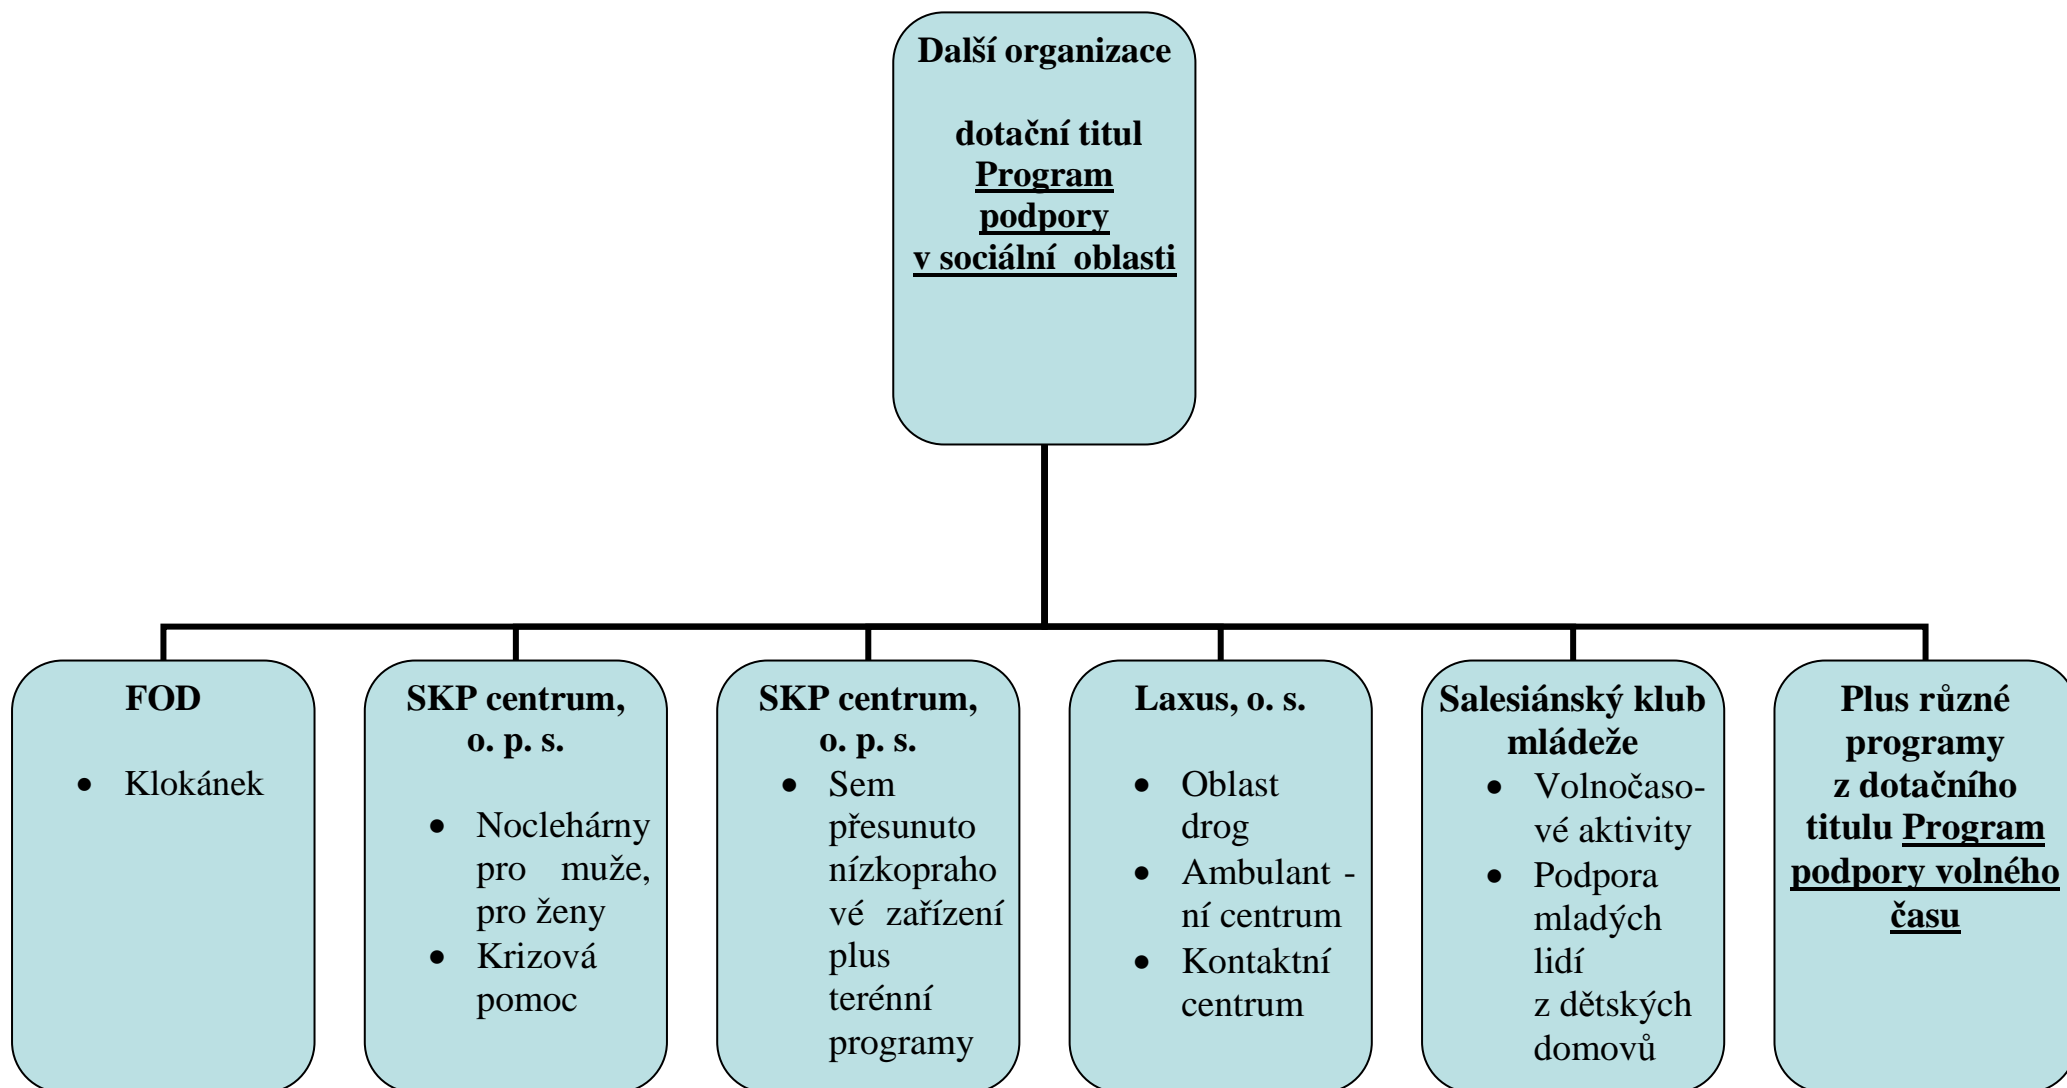 Další organizace
dotační titul
Program
podpory
v sociální oblasti
FOD
• Klokánek
SKP centrum,
o. p. s.
• Noclehárny
pro muže,
pro ženy
• Krizová
pomoc
SKP centrum,
o. p. s.
• Sem
přesunuto
nízkopraho
vé zařízení
plus
terénní
programy
Laxus, o. s.
• Oblast
drog
• Ambulant -
ní centrum
• Kontaktní
centrum
Salesiánský klub
mládeže
• Volnočaso-
vé aktivity
• Podpora
mladých
lidí
z dětských
domovů
Plus různé
programy
z dotačního
titulu Program
podpory volného
času